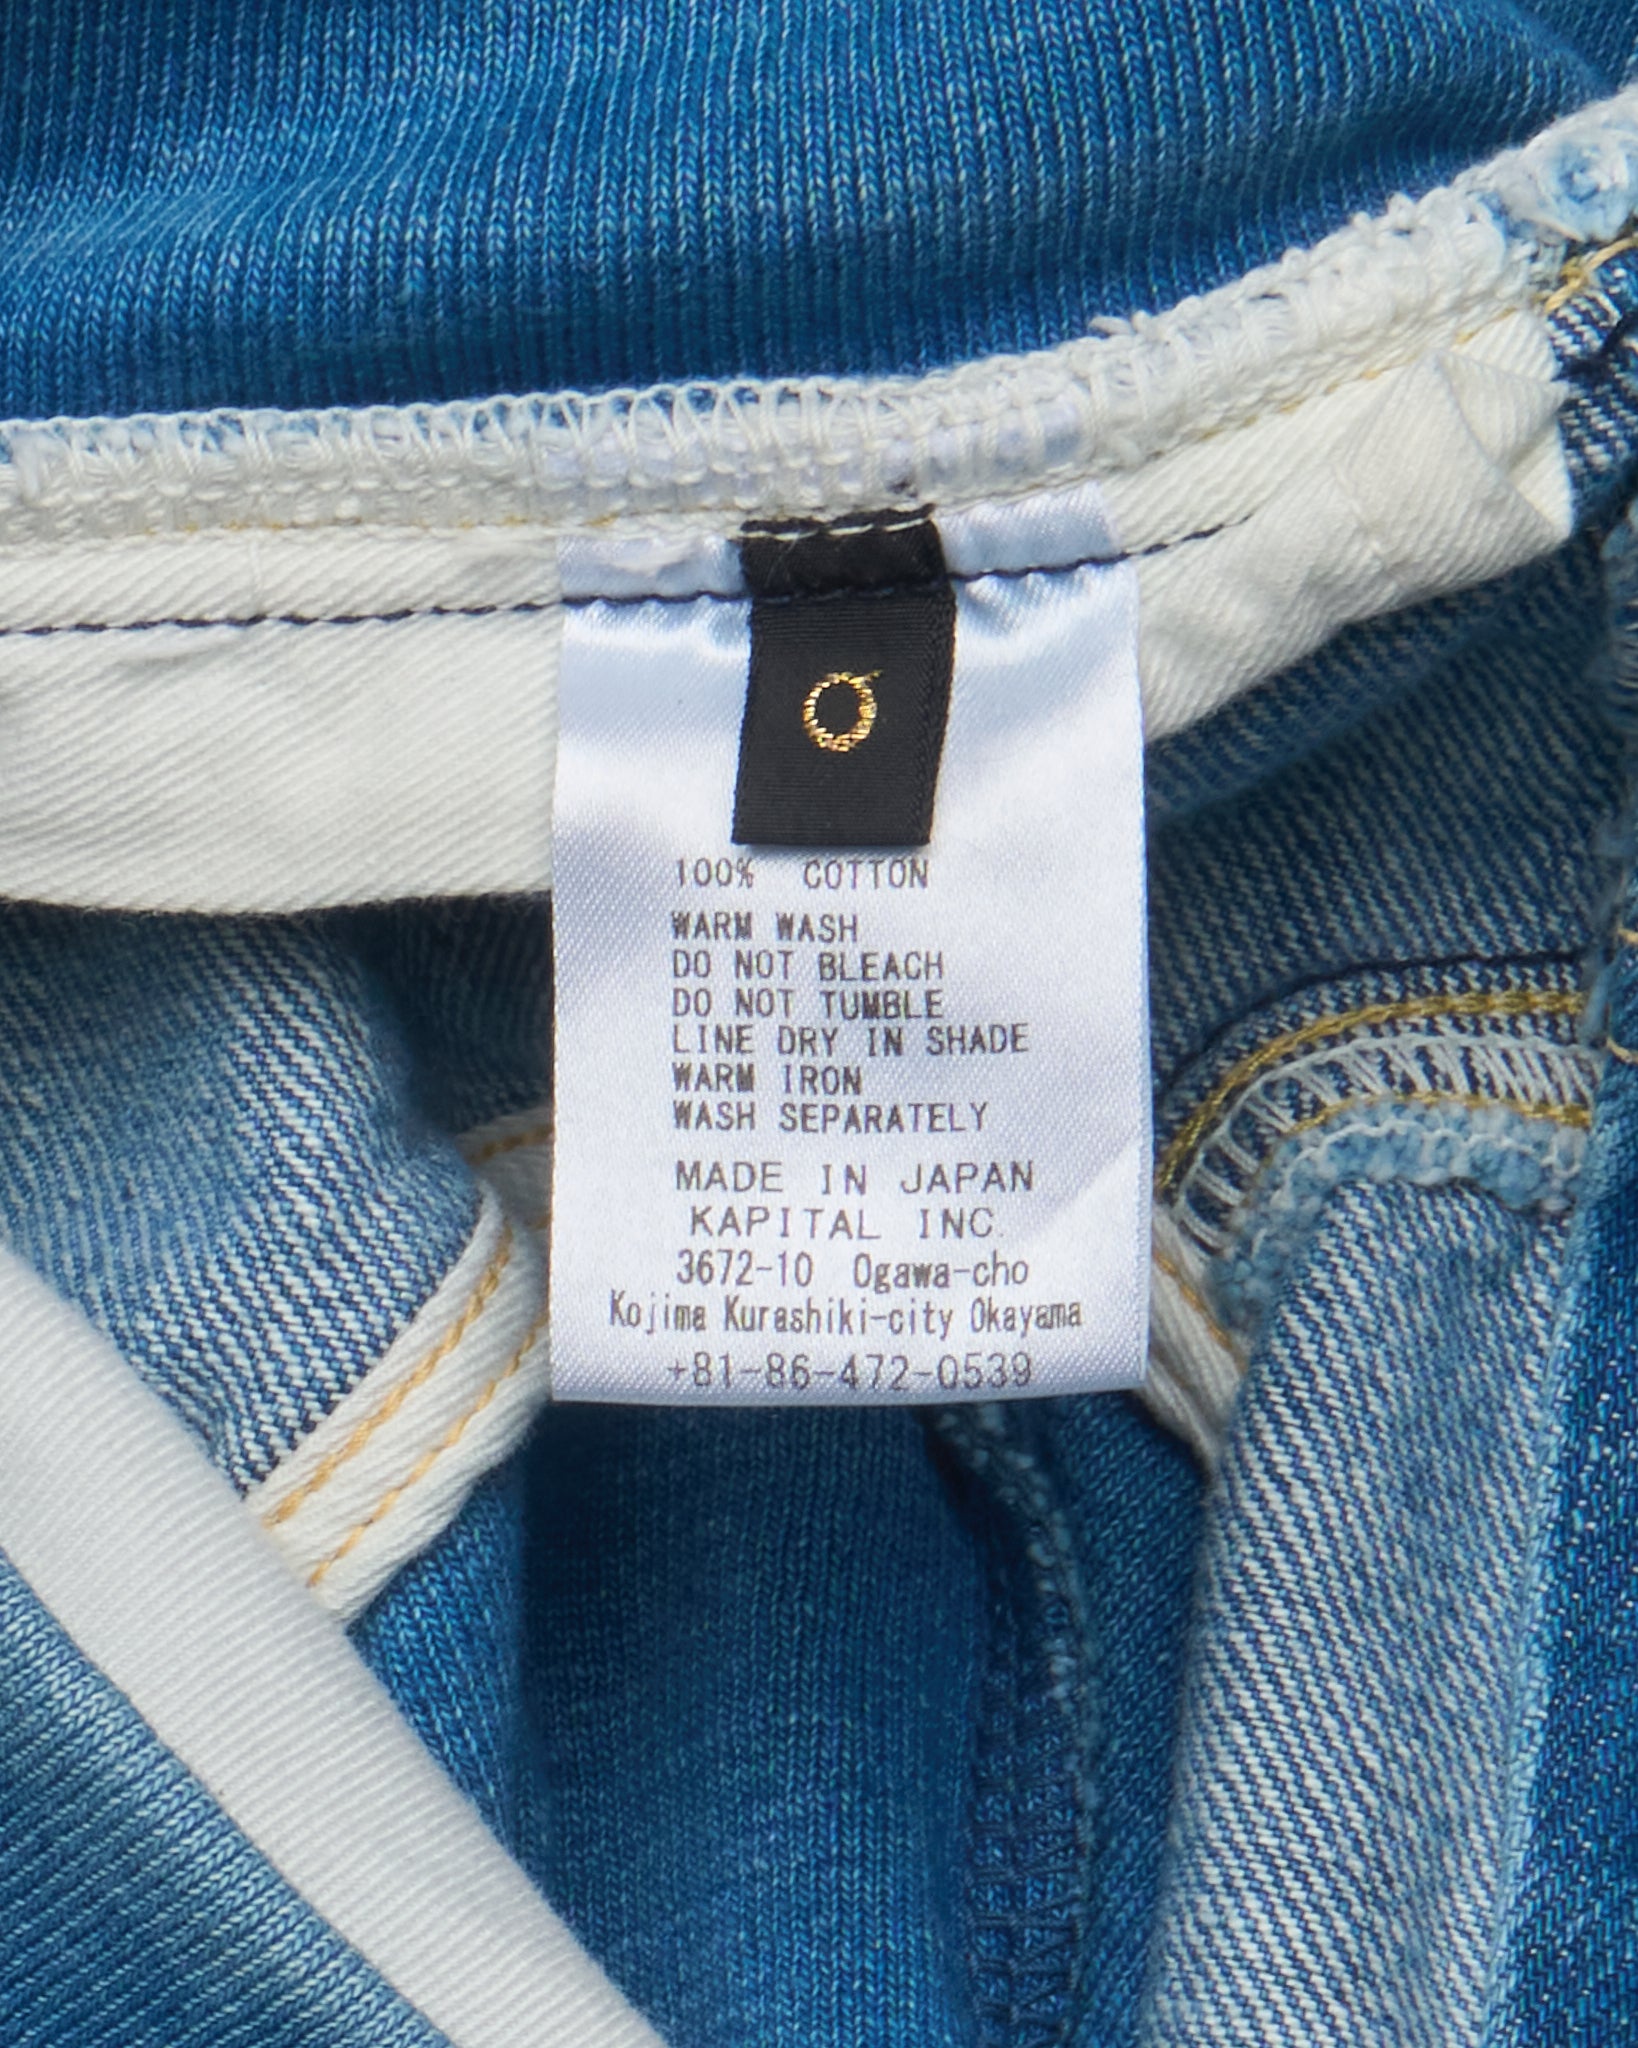 100% COTTON
WARM WASH
DO NOT BLEACH
DO NOT TUMBLE
LINE DRY IN SHADE
WARM IRON
WASH SEPARATELY
MADE IN JAPAN
KAPITAL INC.
3672-10 Ogawa-cho
Kojima Kurashiki-city Okayama
+81-86-472-0539